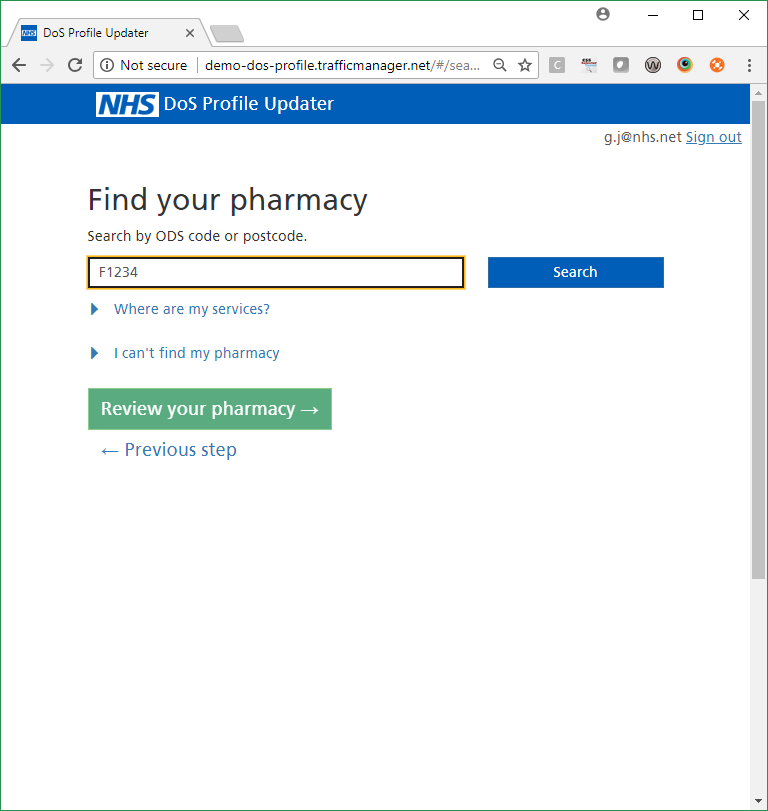 NHS DoS Profile Updater
Not secure demo-dos-profile.trafficmanager.net/#/sea... C W
NHS DoS Profile Updater
g.j@nhs.net Sign out
Find your pharmacy
Search by ODS code or postcode.
F1234 Search
Where are my services?
I can't find my pharmacy
Review your pharmacy →
← Previous step